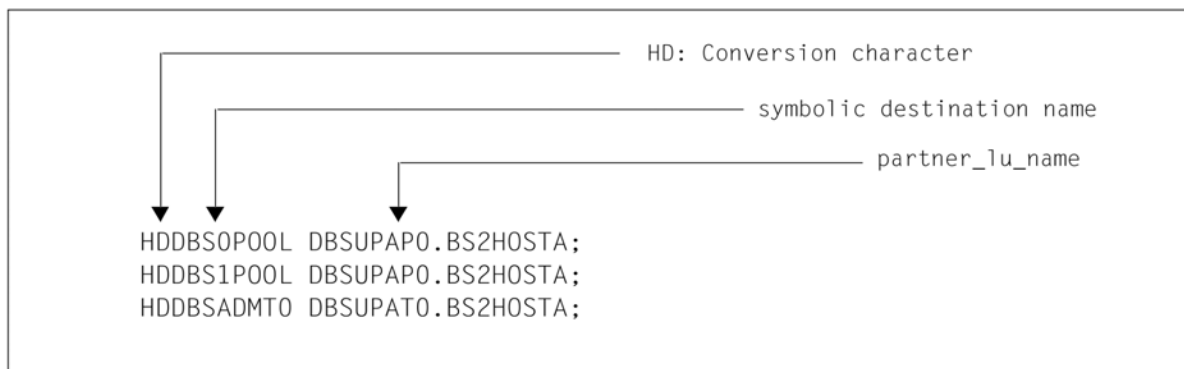 HD: Conversion character
symbolic destination name
partner_lu_name
HDDBS0POOL DBSUPAP0.BS2HOSTA;
HDDBS1POOL DBSUPAP0.BS2HOSTA;
HDDBSADMT0 DBSUPAT0.BS2HOSTA;